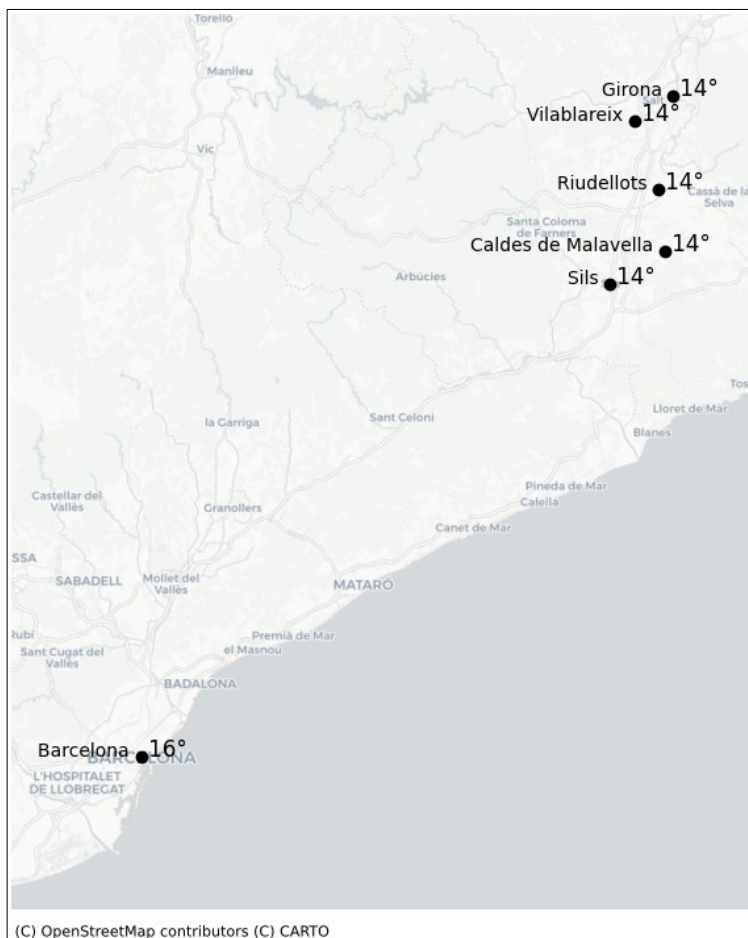 Torelló
Manlleu
Girona 14°
Salt
Vilablareix 14°
Vic
Riudellots 14°
Cassà de la
Selva
Santa Coloma
de Farners
Caldes de Malavella 14°
Arbúcies
Sils 14°
Tos
Lloret de Mar
Sant Celoni
la Garriga
Blanes
Pineda de Mar
Castellar del
Vallès
Calella
Granollers
Canet de Mar
SSA
SABADELL
Mollet del
Vallès
MATARÓ
Rubí
Premià de Mar
Sant Cugat del
Vallès
el Masnou
BADALONA
Barcelona 16°
BARCELONA
L'HOSPITALET
DE LLOBREGAT
(C) OpenStreetMap contributors (C) CARTO